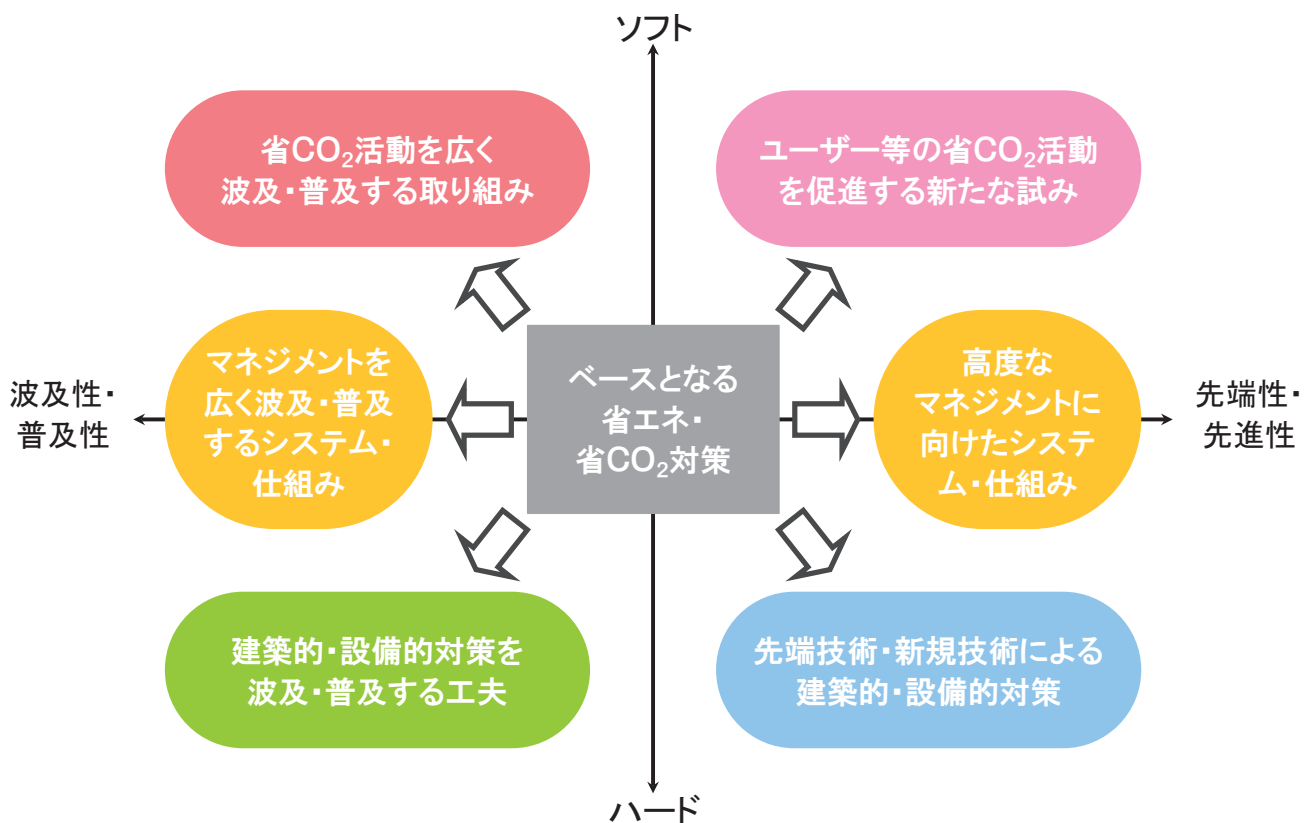 ソフト
省CO₂活動を広く
波及・普及する取り組み
ユーザー等の省CO₂活動
を促進する新たな試み
波及性・
普及性
マネジメントを
広く波及・普及
するシステム・
仕組み
ベースとなる
省エネ・
省CO₂対策
高度な
マネジメントに
向けたシステ
ム・仕組み
先端性・
先進性
建築的・設備的対策を
波及・普及する工夫
先端技術・新規技術による
建築的・設備的対策
ハード